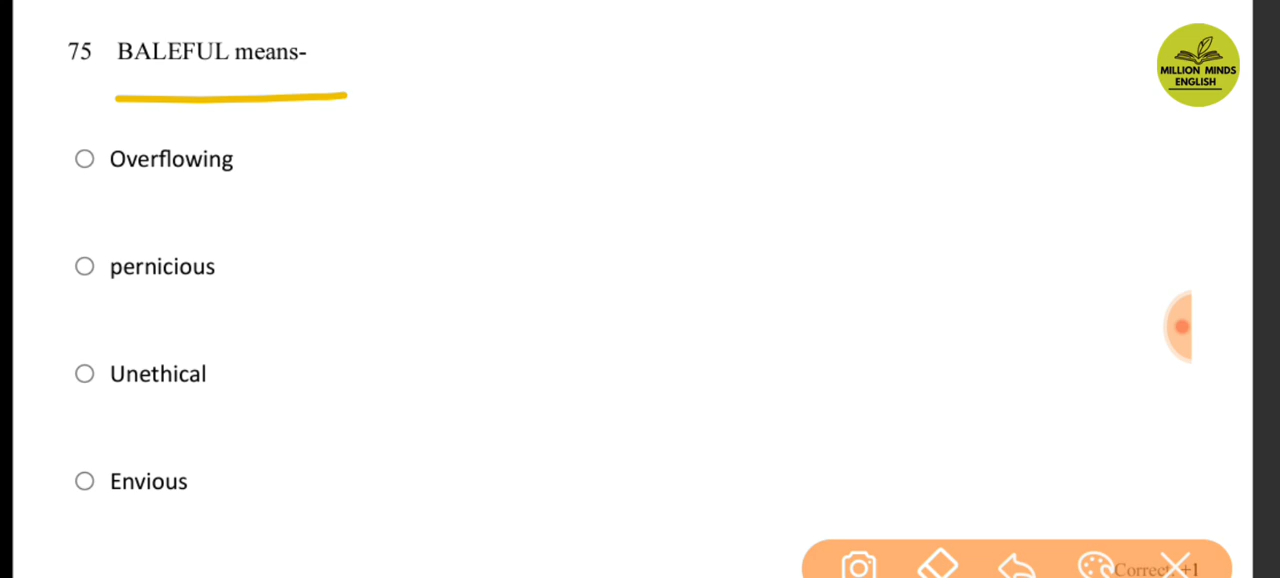 75 BALEFUL means-
MILLION MINDS
ENGLISH
Overflowing
pernicious
Unethical
Envious
Correct +1